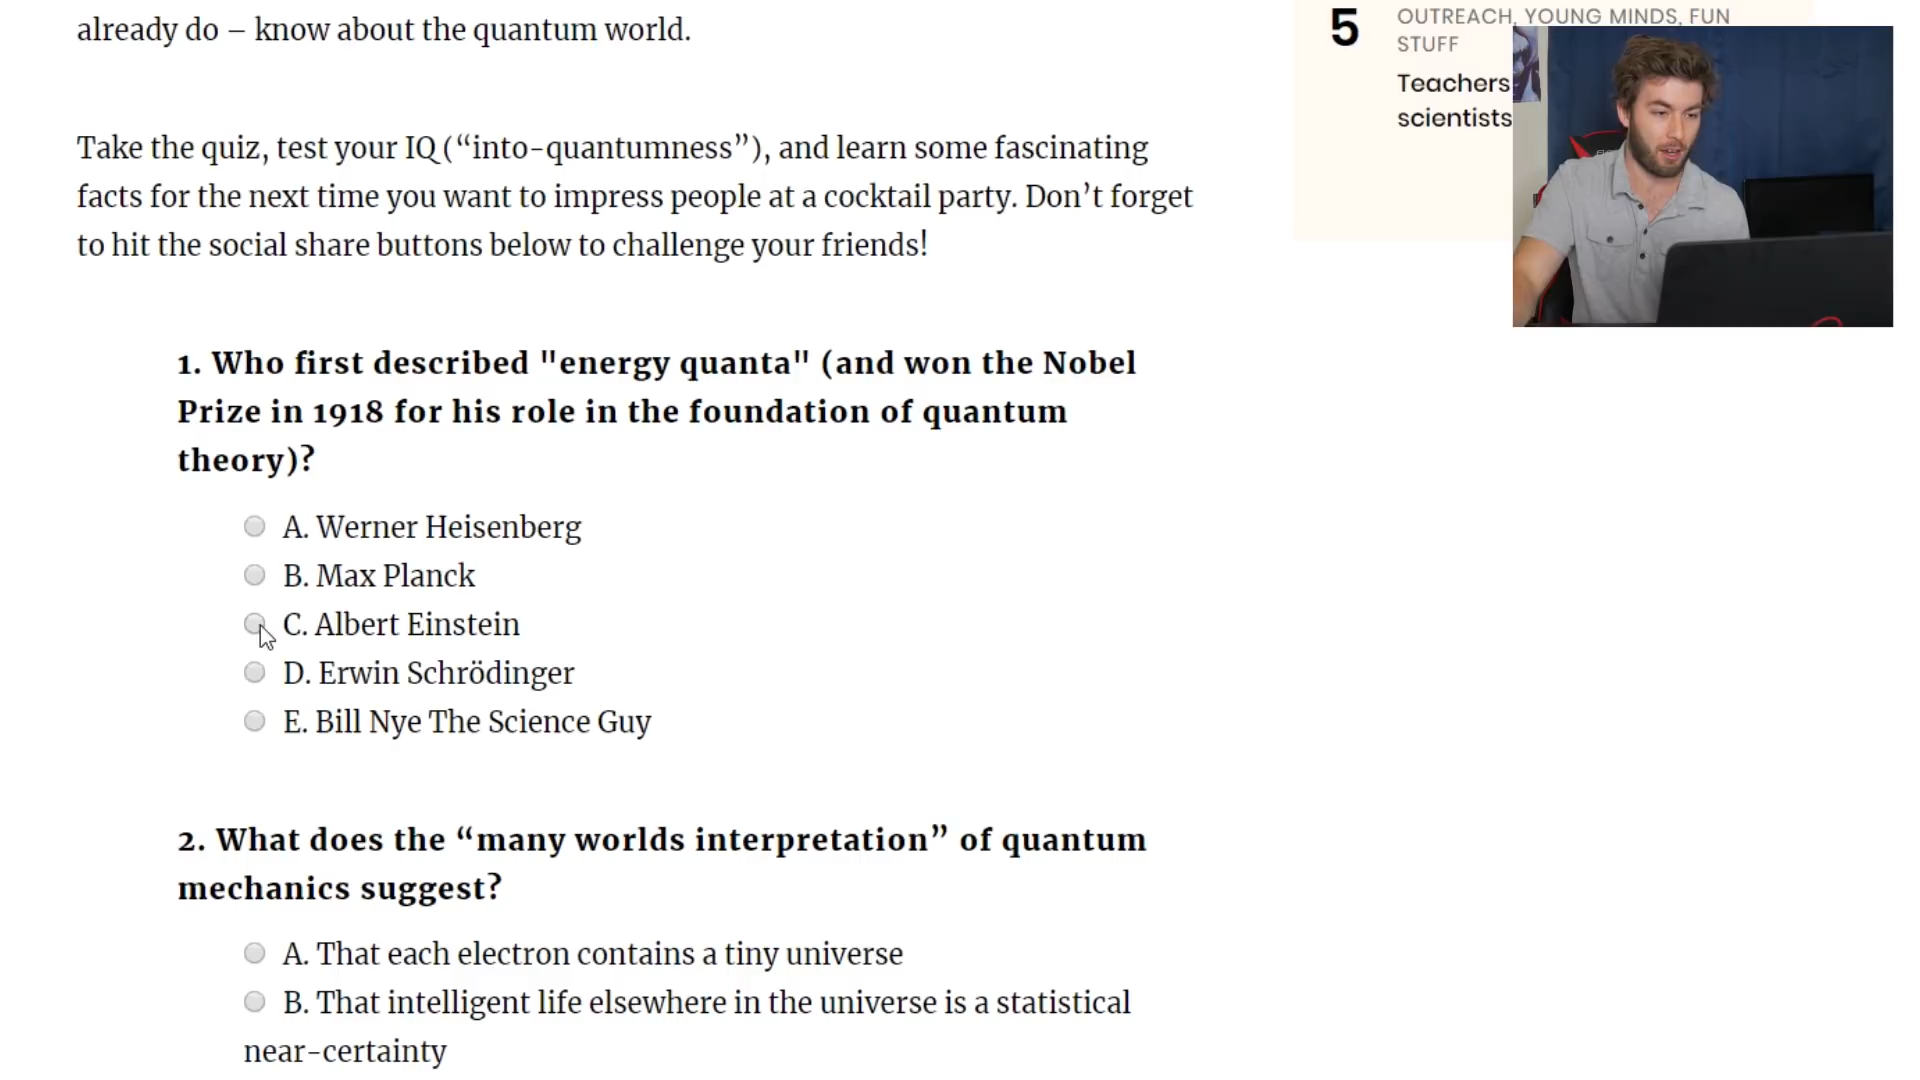 already do – know about the quantum world.
Take the quiz, test your IQ (“into-quantumness”), and learn some fascinating
facts for the next time you want to impress people at a cocktail party. Don’t forget
to hit the social share buttons below to challenge your friends!
1. Who first described "energy quanta" (and won the Nobel
Prize in 1918 for his role in the foundation of quantum
theory)?
A. Werner Heisenberg
B. Max Planck
C. Albert Einstein
D. Erwin Schrödinger
E. Bill Nye The Science Guy
2. What does the “many worlds interpretation” of quantum
mechanics suggest?
A. That each electron contains a tiny universe
B. That intelligent life elsewhere in the universe is a statistical
near-certainty
5
OUTREACH, YOUNG MINDS, FUN
STUFF
Teachers
scientists